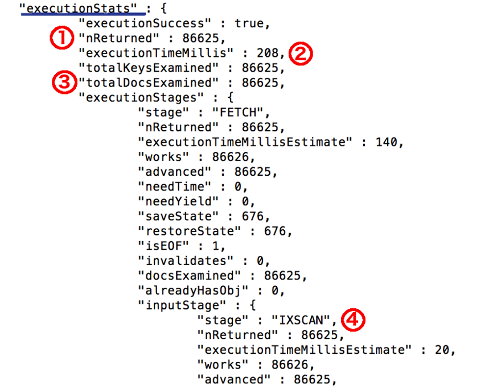 "executionStats" : {
"executionSuccess" : true,
① "nReturned" : 86625,
"executionTimeMillis" : 208, ②
"totalKeysExamined" : 86625,
③ "totalDocsExamined" : 86625,
"executionStages" : {
"stage" : "FETCH",
"nReturned" : 86625,
"executionTimeMillisEstimate" : 140,
"works" : 86626,
"advanced" : 86625,
"needTime" : 0,
"needYield" : 0,
"saveState" : 676,
"restoreState" : 676,
"isEOF" : 1,
"invalidates" : 0,
"docsExamined" : 86625,
"alreadyHasObj" : 0,
"inputStage" : {
"stage" : "IXSCAN", ④
"nReturned" : 86625,
"executionTimeMillisEstimate" : 20,
"works" : 86626,
"advanced" : 86625,